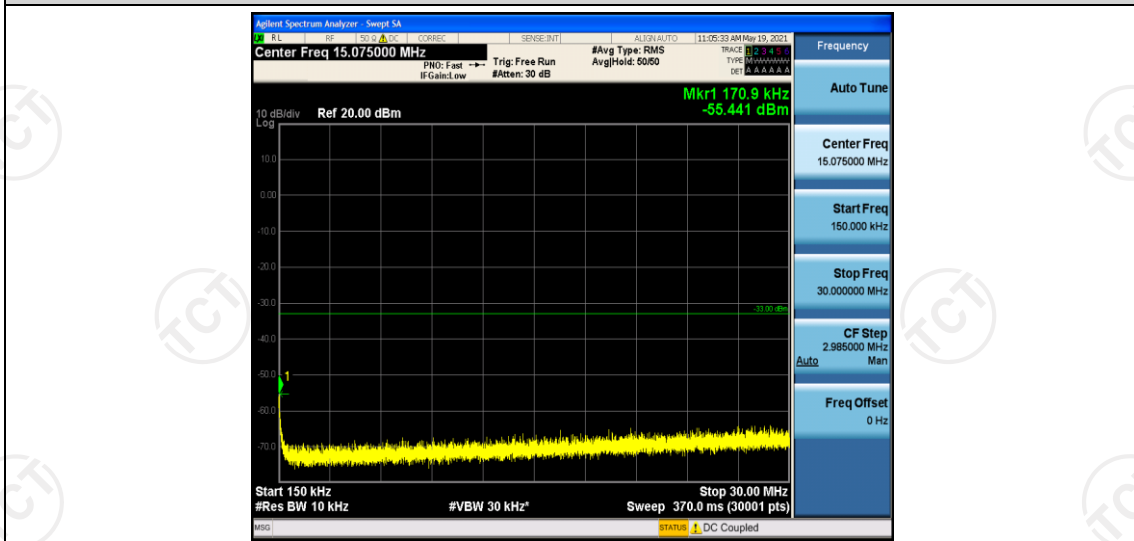 Agilent Spectrum Analyzer - Swept SA
RL RF 50 Ω DC CORREC SENSE:INT ALIGN AUTO 11:05:33 AM May 19, 2021
Center Freq 15.075000 MHz
PNO: Fast
IFGain:Low
Trig: Free Run
#Atten: 30 dB
#Avg Type: RMS
Avg|Hold: 50/50
TRACE 1 2 3 4 5 6
TYPE M
DET A A A A A A
Mkr1 170.9 kHz
-55.441 dBm
10 dB/div Ref 20.00 dBm
Log
10.0
0.00
-10.0
-20.0
-30.0
-33.00 dBm
-40.0
-50.0
1
-60.0
-70.0
Start 150 kHz
Stop 30.00 MHz
#Res BW 10 kHz
#VBW 30 kHz*
Sweep 370.0 ms (30001 pts)
MSG
STATUS DC Coupled
Frequency
Auto Tune
Center Freq
15.075000 MHz
Start Freq
150.000 kHz
Stop Freq
30.000000 MHz
CF Step
2.985000 MHz
Auto Man
Freq Offset
0 Hz
TCT
TCT
TCT
TCT
TCT
TCT